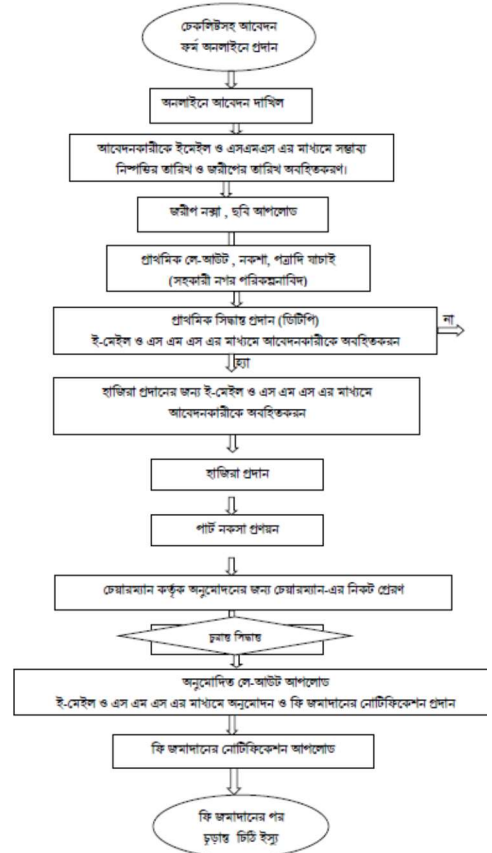 চেকলিষ্টসহ আবেদন
ফর্ম অনলাইনে প্রদান
অনলাইনে আবেদন দাখিল
আবেদনকারীকে ইমেইল ও এসএমএস এর মাধ্যমে সম্ভাব্য
নিষ্পত্তির তারিখ ও জরীপের তারিখ অবহিতকরণ।
জরীপ নক্সা , ছবি আপলোড
প্রাথমিক লে-আউট , নকশা, পত্রাদি যাচাই
(সহকারী নগর পরিকল্পনাবিদ)
প্রাথমিক সিদ্ধান্ত প্রদান (ডিটিপি)
না
ই-মেইল ও এস এম এস এর মাধ্যমে আবেদনকারীকে অবহিতকরন
হ্যা
হাজিরা প্রদানের জন্য ই-মেইল ও এস এম এস এর মাধ্যমে
আবেদনকারীকে অবহিতকরন
হাজিরা প্রদান
পার্ট নকসা প্রণয়ন
চেয়ারম্যান কর্তৃক অনুমোদনের জন্য চেয়ারম্যান-এর নিকট প্রেরণ
চুরান্ত সিদ্ধান্ত
অনুমোদিত লে-আউট আপলোড
ই-মেইল ও এস এম এস এর মাধ্যমে অনুমোদন ও ফি জমাদানের নোটিফিকেশন প্রদান
ফি জমাদানের নোটিফিকেশন আপলোড
ফি জমাদানের পর
চুড়ান্ত চিঠি ইস্যু